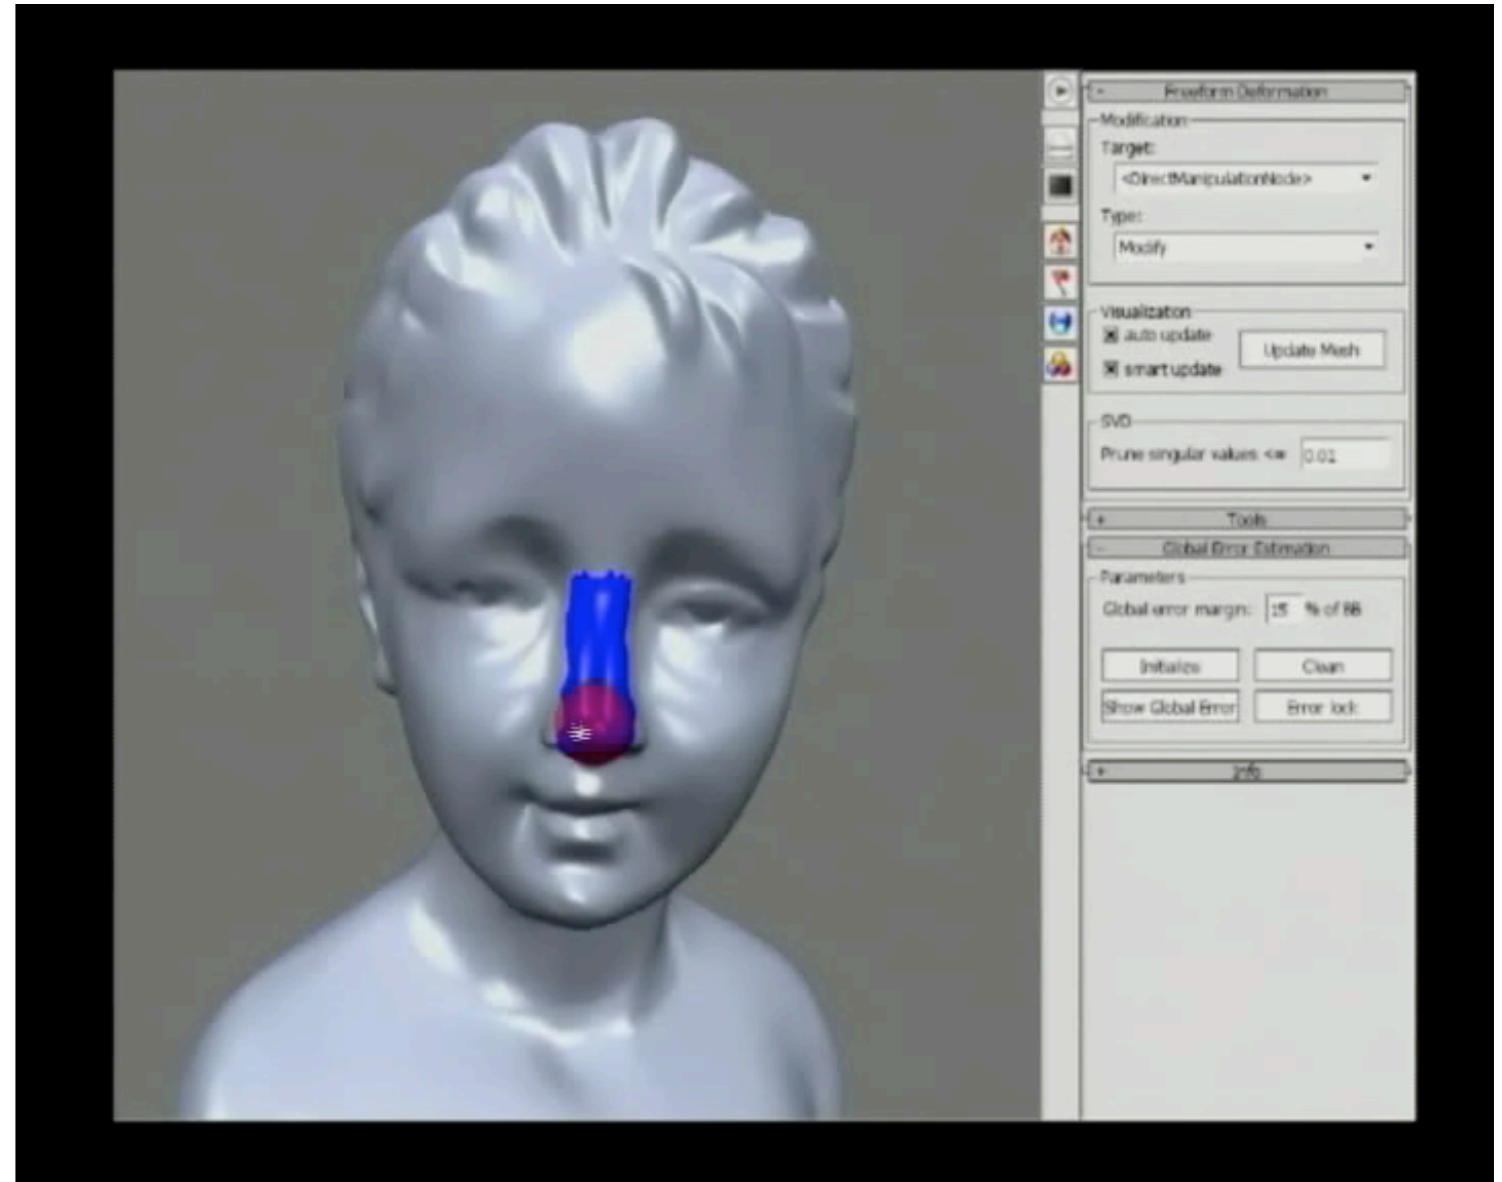 Freeform Deformation
Modification
Target:
<DirectManipulationNode>
Type:
Modify
Visualization
auto update
Update Mesh
smart update
SVD
Prune singular values <= 0.01
Tools
Global Error Estimation
Parameters
Global error margin: 15 % of BB
Initialize
Clean
Show Global Error
Error lock
Info